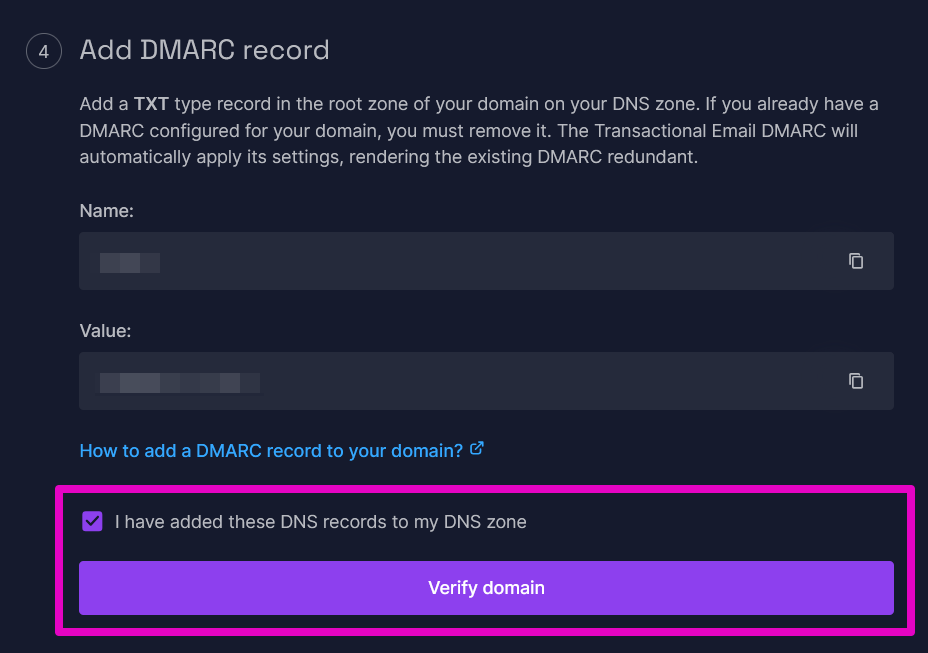 4
Add DMARC record
Add a TXT type record in the root zone of your domain on your DNS zone. If you already have a
DMARC configured for your domain, you must remove it. The Transactional Email DMARC will
automatically apply its settings, rendering the existing DMARC redundant.
Name:
Value:
How to add a DMARC record to your domain?
I have added these DNS records to my DNS zone
Verify domain